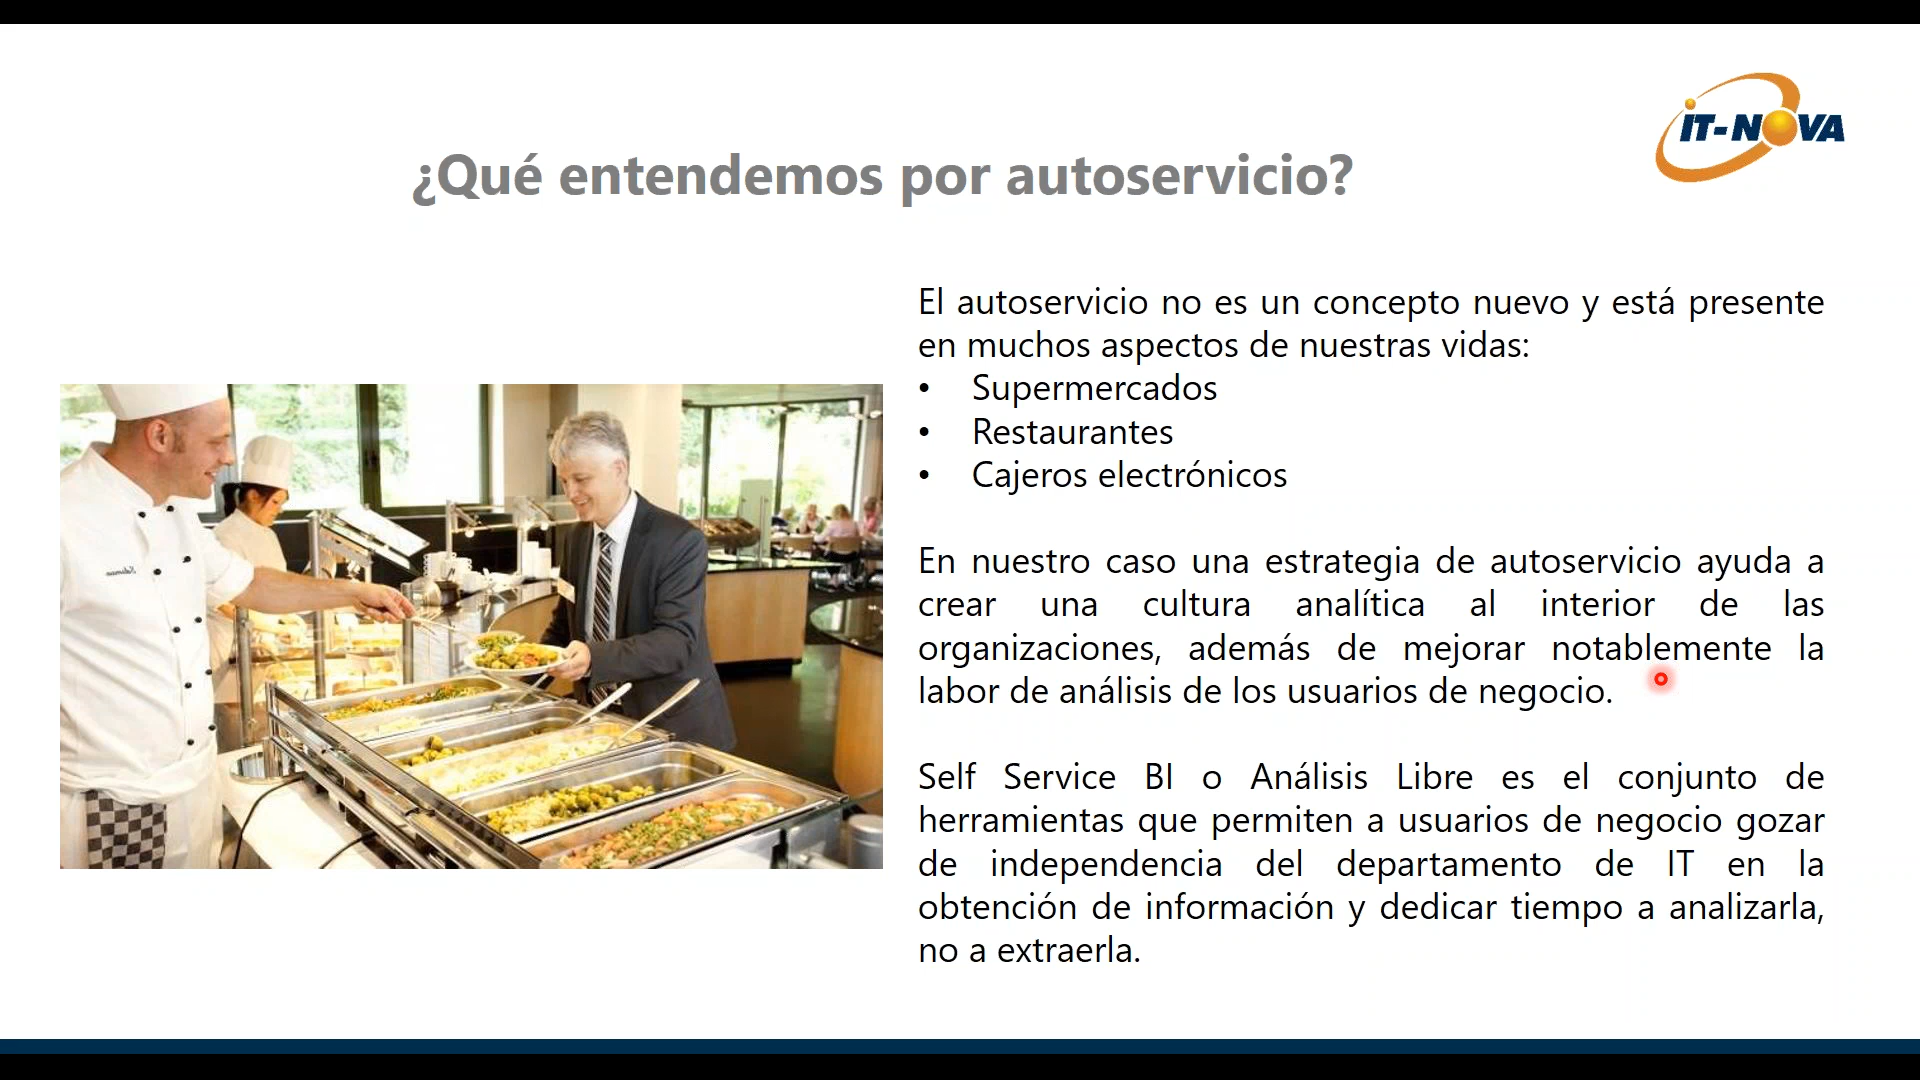 IT-NOVA
¿Qué entendemos por autoservicio?
El autoservicio no es un concepto nuevo y está presente
en muchos aspectos de nuestras vidas:
• Supermercados
• Restaurantes
• Cajeros electrónicos
En nuestro caso una estrategia de autoservicio ayuda a
crear una cultura analítica al interior de las
organizaciones, además de mejorar notablemente la
labor de análisis de los usuarios de negocio.
Self Service BI o Análisis Libre es el conjunto de
herramientas que permiten a usuarios de negocio gozar
de independencia del departamento de IT en la
obtención de información y dedicar tiempo a analizarla,
no a extraerla.